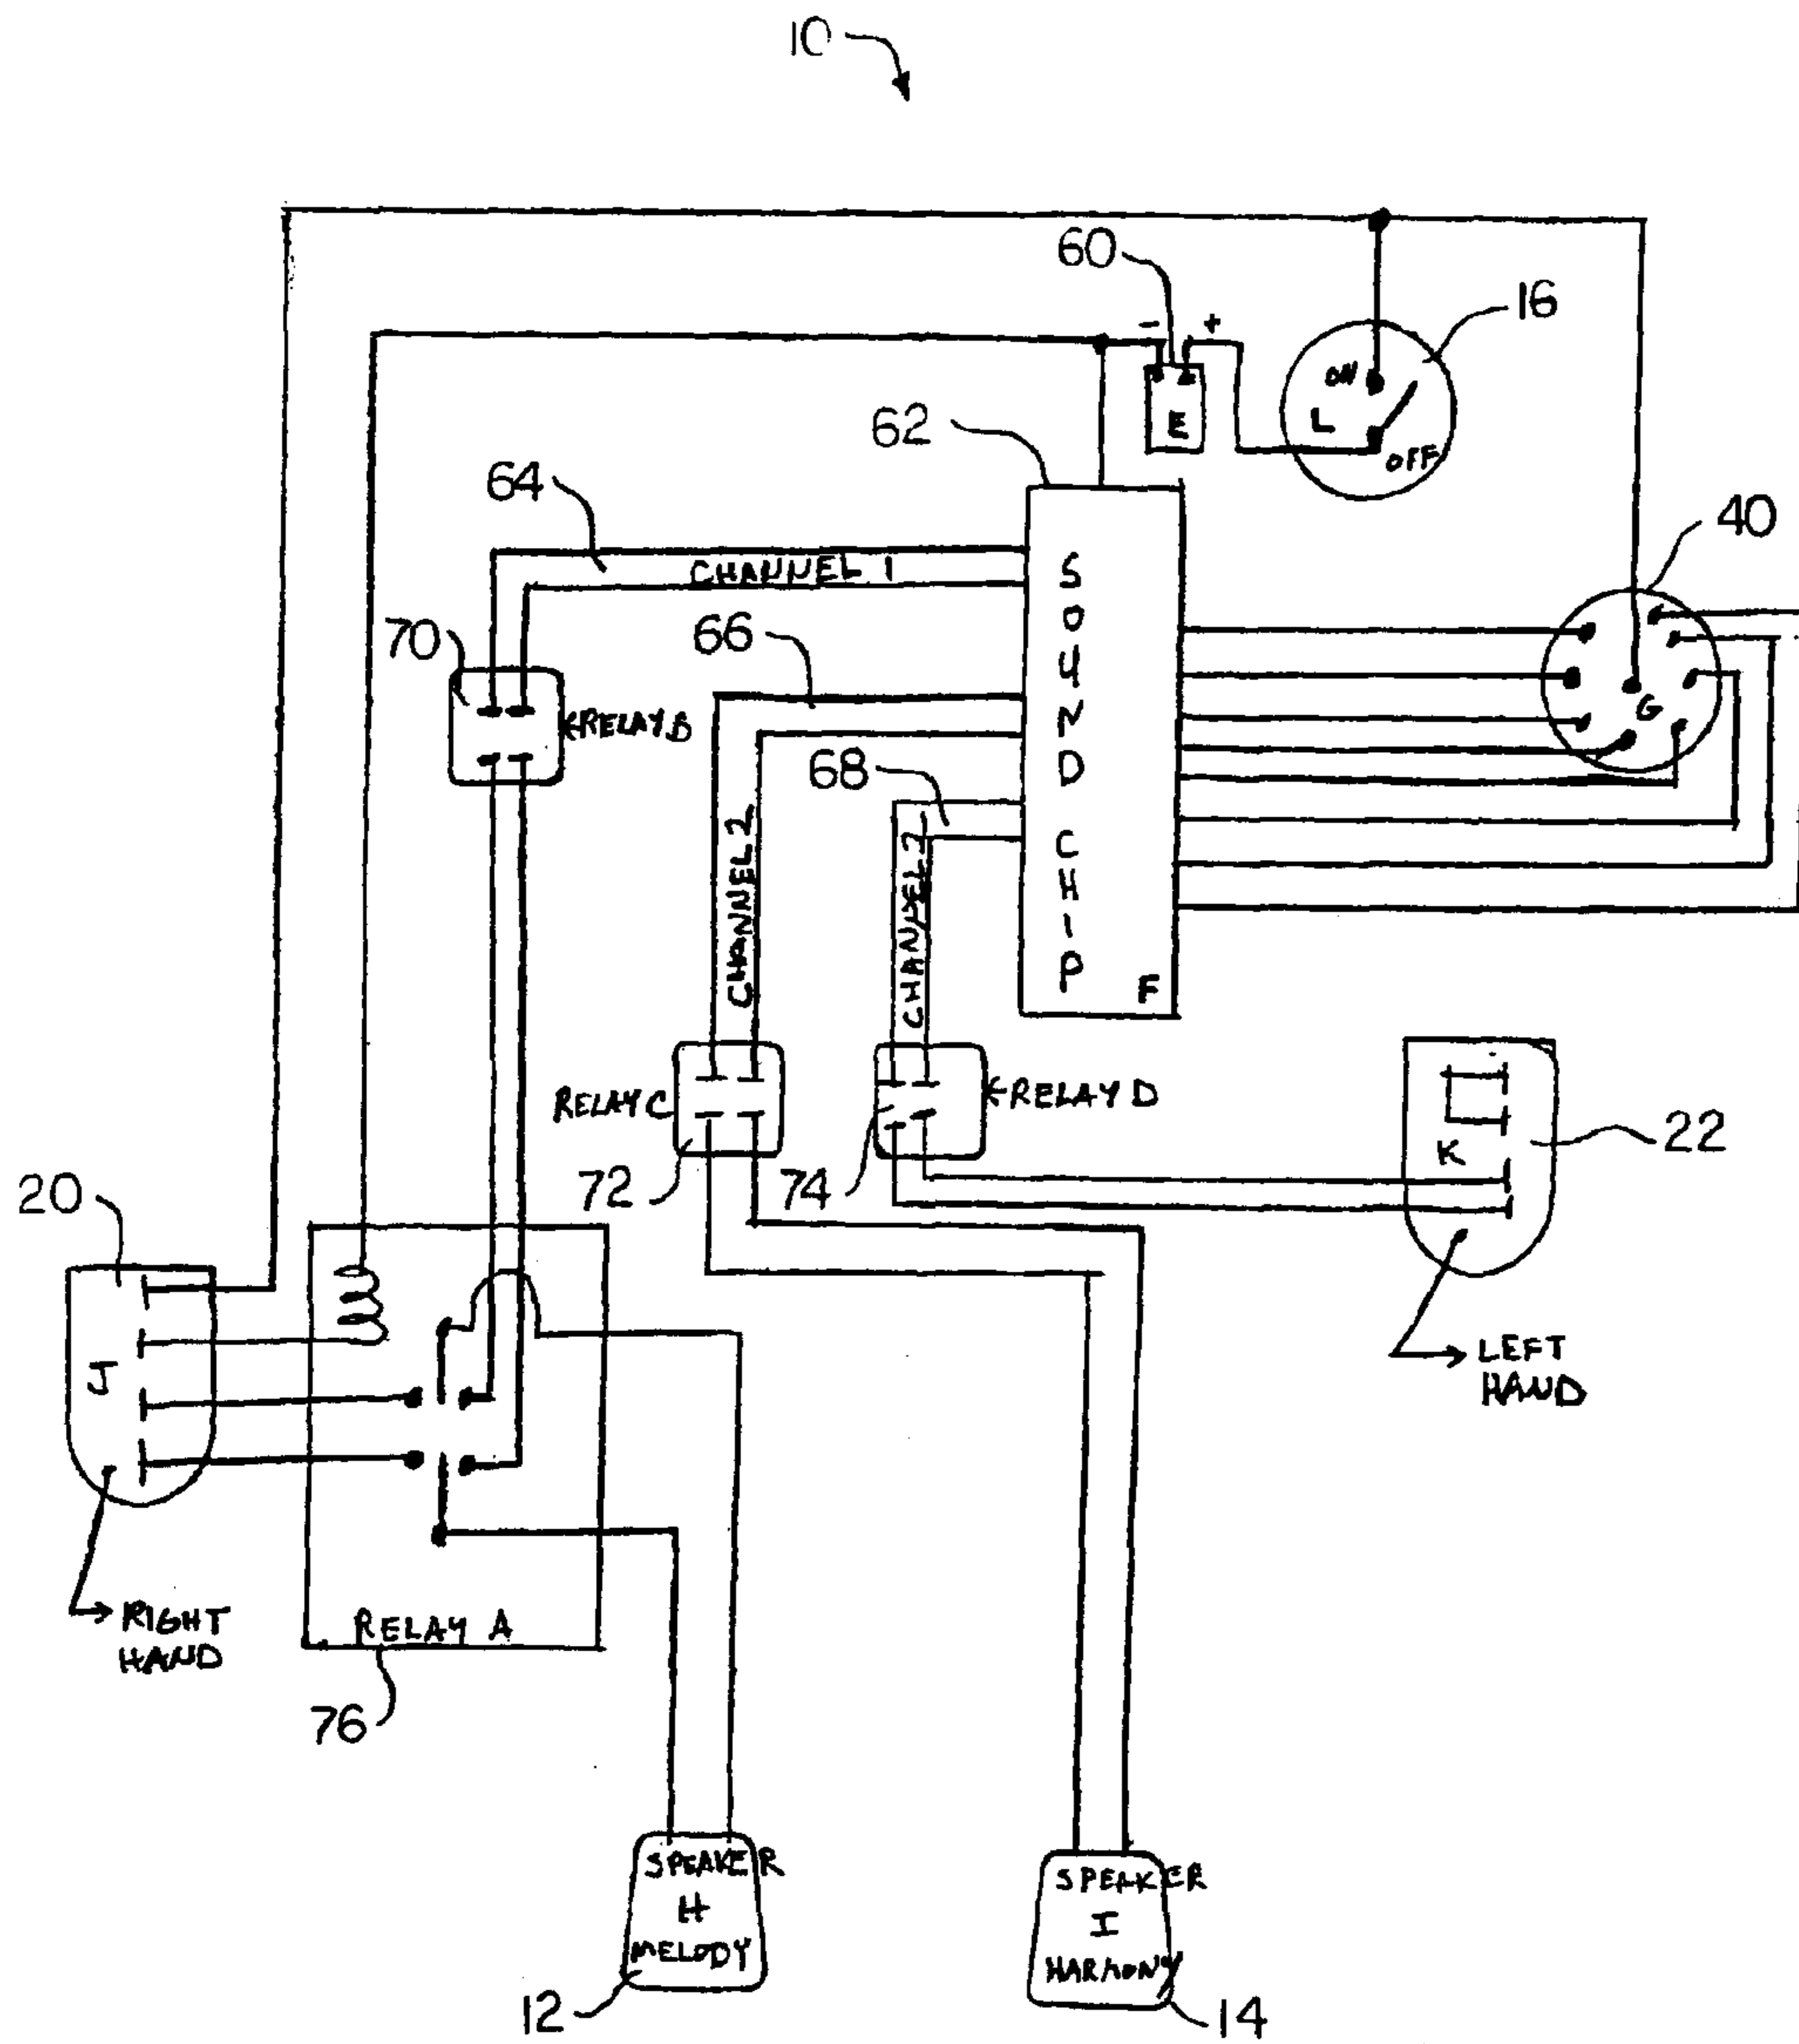 10
60
- +
16
ON
L
OFF
E
62
40
64
CHANNEL 1
SOUND CHIP
F
G
70
RELAY B
66
68
CHANNEL 2
CHANNEL 2
RELAY C
RELAY D
72
74
K
22
LEFT
HAND
20
J
RIGHT
HAND
RELAY A
76
SPEAKER
H
MELODY
12
SPEAKER
I
HARMONY
14